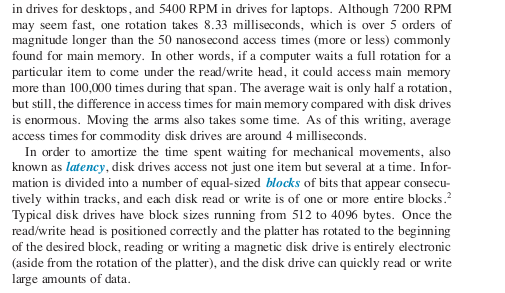 in drives for desktops, and 5400 RPM in drives for laptops. Although 7200 RPM
may seem fast, one rotation takes 8.33 milliseconds, which is over 5 orders of
magnitude longer than the 50 nanosecond access times (more or less) commonly
found for main memory. In other words, if a computer waits a full rotation for a
particular item to come under the read/write head, it could access main memory
more than 100,000 times during that span. The average wait is only half a rotation,
but still, the difference in access times for main memory compared with disk drives
is enormous. Moving the arms also takes some time. As of this writing, average
access times for commodity disk drives are around 4 milliseconds.
In order to amortize the time spent waiting for mechanical movements, also
known as latency, disk drives access not just one item but several at a time. Infor-
mation is divided into a number of equal-sized blocks of bits that appear consecu-
tively within tracks, and each disk read or write is of one or more entire blocks.²
Typical disk drives have block sizes running from 512 to 4096 bytes. Once the
read/write head is positioned correctly and the platter has rotated to the beginning
of the desired block, reading or writing a magnetic disk drive is entirely electronic
(aside from the rotation of the platter), and the disk drive can quickly read or write
large amounts of data.